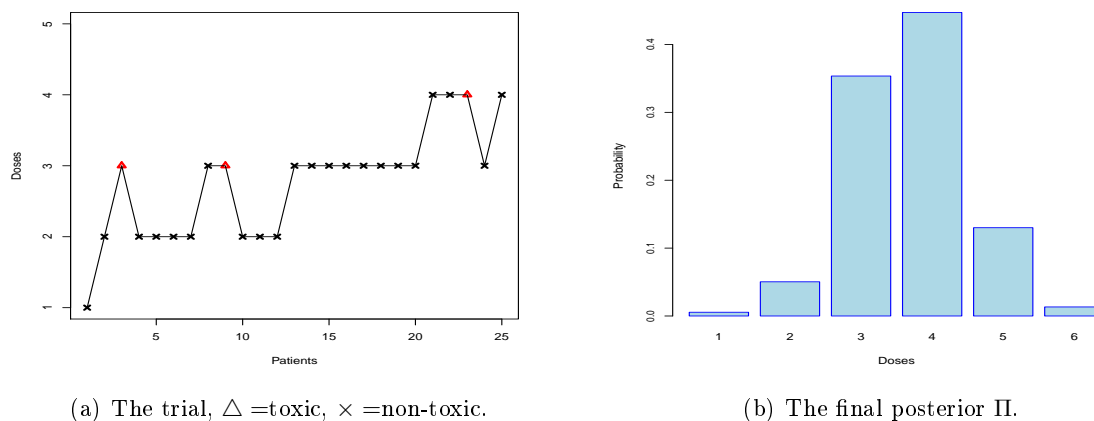 5
4
3
2
1
Doses
5 10 15 20 25
Patients
(a) The trial, △ =toxic, × =non-toxic.
0.4
0.3
0.2
0.1
0.0
Probability
1 2 3 4 5 6
Doses
(b) The final posterior Π.